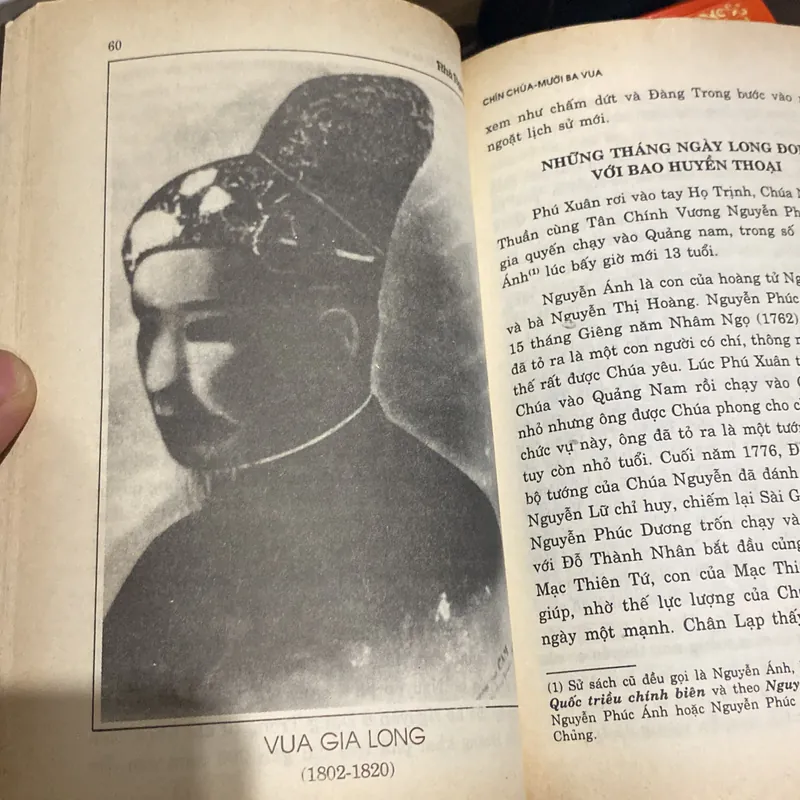 60
VUA GIA LONG
(1802-1820)
CHÍN CHÚA-MƯỜI BA VUA
xem như chấm dứt và Đàng Trong bước vào
ngoặt lịch sử mới.
NHỮNG THÁNG NGÀY LONG ĐO
VỚI BAO HUYỀN THOẠI
Phú Xuân rơi vào tay Họ Trịnh, Chúa
Thuần cùng Tân Chính Vương Nguyễn Ph
gia quyến chạy vào Quảng nam, trong số
Ánh(1) lúc bấy giờ mới 13 tuổi.
Nguyễn Ánh là con của hoàng tử Ng
và bà Nguyễn Thị Hoàng. Nguyễn Phúc
15 tháng Giêng năm Nhâm Ngọ (1762)
đã tỏ ra là một con người có chí, thông
thế rất được Chúa yêu. Lúc Phú Xuân t
Chúa vào Quảng Nam rồi chạy vào
nhỏ nhưng ông được Chúa phong cho c
chức vụ này, ông đã tỏ ra là một tướ
tuy còn nhỏ tuổi. Cuối năm 1776, Đ
bộ tướng của Chúa Nguyễn đã đánh
Nguyễn Lữ chỉ huy, chiếm lại Sài G
Nguyễn Phúc Dương trốn chạy và
với Đỗ Thành Nhân bắt đầu củng
Mạc Thiên Tứ, con của Mạc Thi
giúp, nhờ thế lực lượng của Ch
ngày một mạnh. Chân Lạp thấy
(1) Sử sách cũ đều gọi là Nguyễn Ánh,
Quốc triều chính biên và theo Nguy
Nguyễn Phúc Ánh hoặc Nguyễn Phúc
Chủng.